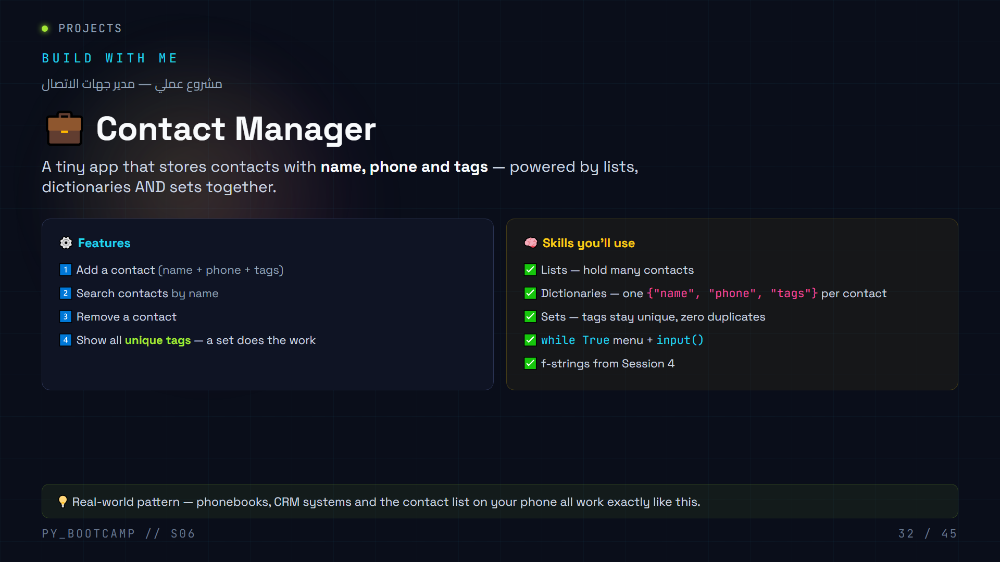 PROJECTS
BUILD WITH ME
مشروع عملي — مدير جهات الاتصال
Contact Manager
A tiny app that stores contacts with name, phone and tags — powered by lists,
dictionaries AND sets together.
Features
1 Add a contact (name + phone + tags)
2 Search contacts by name
3 Remove a contact
4 Show all unique tags — a set does the work
Skills you’ll use
Lists — hold many contacts
Dictionaries — one {"name", "phone", "tags"} per contact
Sets — tags stay unique, zero duplicates
while True menu + input()
f-strings from Session 4
Real-world pattern — phonebooks, CRM systems and the contact list on your phone all work exactly like this.
PY_BOOTCAMP // S06
32 / 45